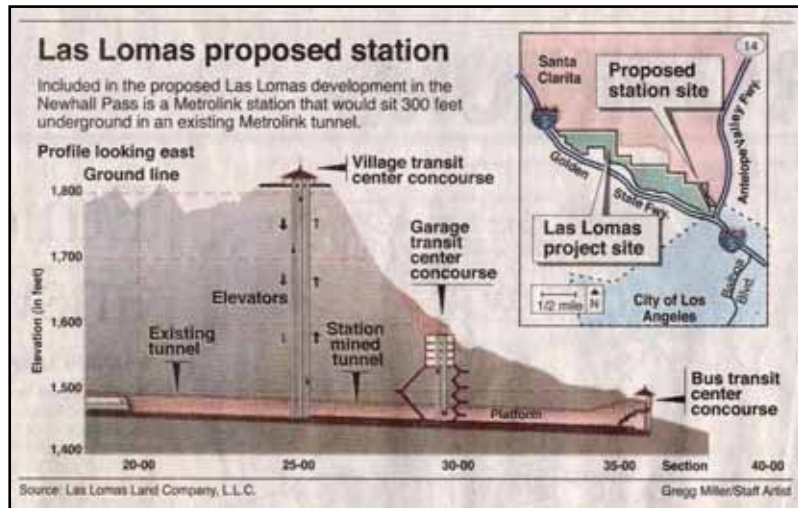 Las Lomas proposed station
Included in the proposed Las Lomas development in the
Newhall Pass is a Metrolink station that would sit 300 feet
underground in an existing Metrolink tunnel.
Profile looking east
Ground line
Village transit
center concourse
1,800
1,700
1,600
1,500
1,400
Elevation (in feet)
Garage
transit
center
concourse
Elevators
Existing
tunnel
Station
mined
tunnel
Platform
Bus transit
center
concourse
20-00
25-00
30-00
35-00
Section
40-00
Source: Las Lomas Land Company, L.L.C.
Gregg Miller/Staff Artist
14
Santa
Clarita
Proposed
station site
Antelope Valley Fwy.
Golden
State Fwy.
Las Lomas
project site
Balboa
Blvd.
1/2 mile
N
City of Los
Angeles